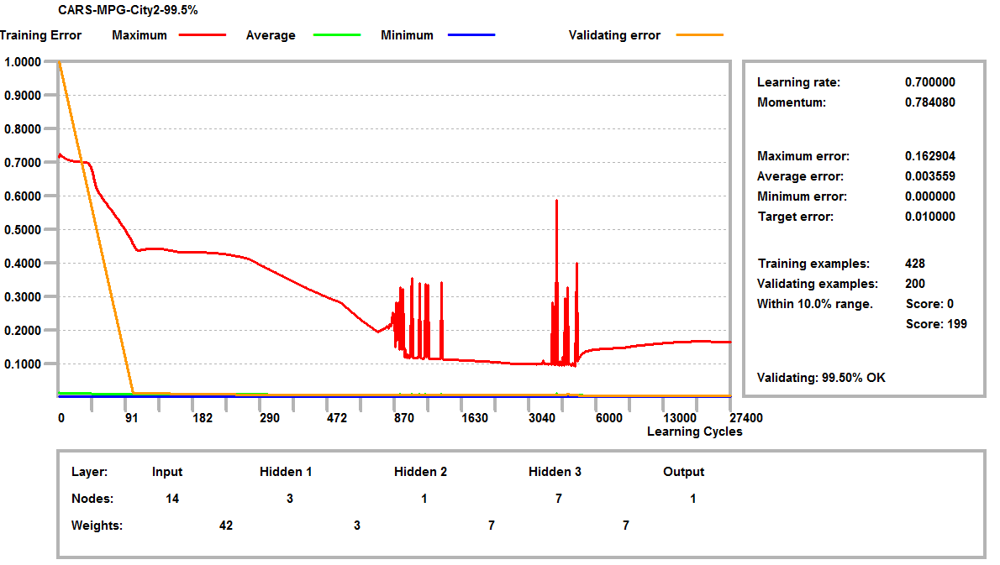 CARS-MPG-City2-99.5%
Training Error Maximum Average Minimum Validating error
1.0000
0.9000
0.8000
0.7000
0.6000
0.5000
0.4000
0.3000
0.2000
0.1000
0 91 182 290 472 870 1630 3040 6000 13000 27400
Learning Cycles
Learning rate: 0.700000
Momentum: 0.784080
Maximum error: 0.162904
Average error: 0.003559
Minimum error: 0.000000
Target error: 0.010000
Training examples: 428
Validating examples: 200
Within 10.0% range. Score: 0
Score: 199
Validating: 99.50% OK
Layer: Input Hidden 1 Hidden 2 Hidden 3 Output
Nodes: 14 3 1 7 1
Weights: 42 3 7 7